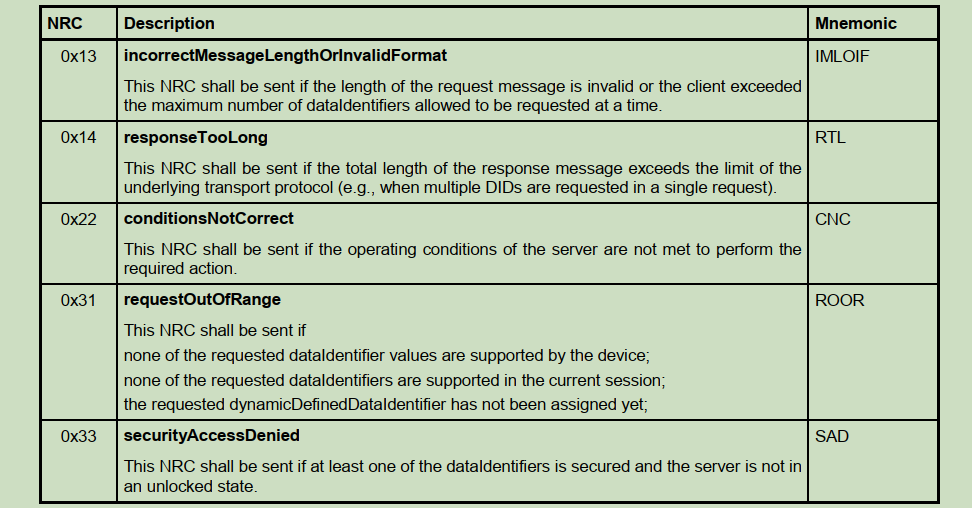 NRC Description Mnemonic
0x13 incorrectMessageLengthOrInvalidFormat IMLOIF
This NRC shall be sent if the length of the request message is invalid or the client exceeded
the maximum number of dataIdentifiers allowed to be requested at a time.
0x14 responseTooLong RTL
This NRC shall be sent if the total length of the response message exceeds the limit of the
underlying transport protocol (e.g., when multiple DIDs are requested in a single request).
0x22 conditionsNotCorrect CNC
This NRC shall be sent if the operating conditions of the server are not met to perform the
required action.
0x31 requestOutOfRange ROOR
This NRC shall be sent if
none of the requested dataIdentifier values are supported by the device;
none of the requested dataIdentifiers are supported in the current session;
the requested dynamicDefinedDataIdentifier has not been assigned yet;
0x33 securityAccessDenied SAD
This NRC shall be sent if at least one of the dataIdentifiers is secured and the server is not in
an unlocked state.